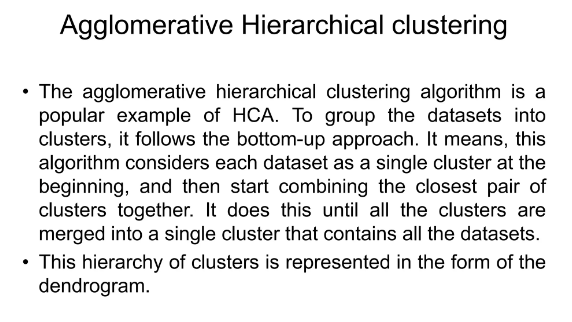 Agglomerative Hierarchical clustering
• The agglomerative hierarchical clustering algorithm is a
popular example of HCA. To group the datasets into
clusters, it follows the bottom-up approach. It means, this
algorithm considers each dataset as a single cluster at the
beginning, and then start combining the closest pair of
clusters together. It does this until all the clusters are
merged into a single cluster that contains all the datasets.
• This hierarchy of clusters is represented in the form of the
dendrogram.